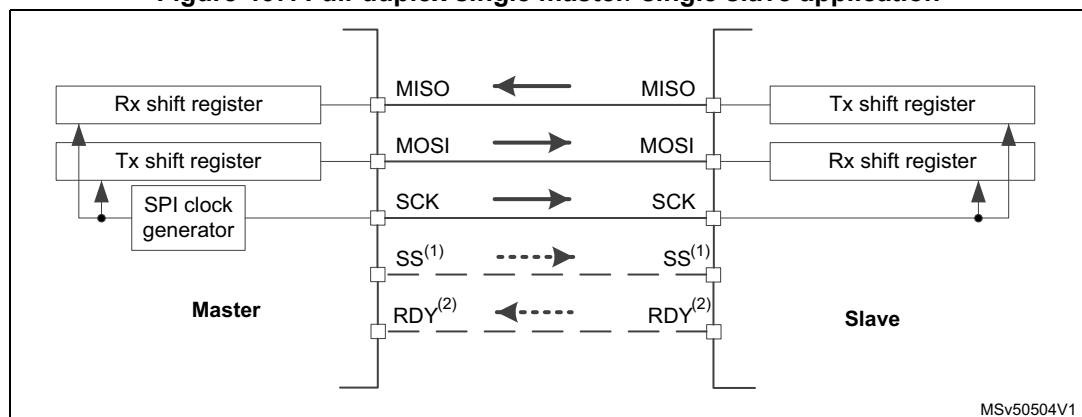 MISO MISO
Rx shift register Tx shift register
MOSI MOSI
Tx shift register Rx shift register
SPI clock
generator
SCK SCK
SS(1) SS(1)
Master
RDY(2) RDY(2)
Slave
MSv50504V1